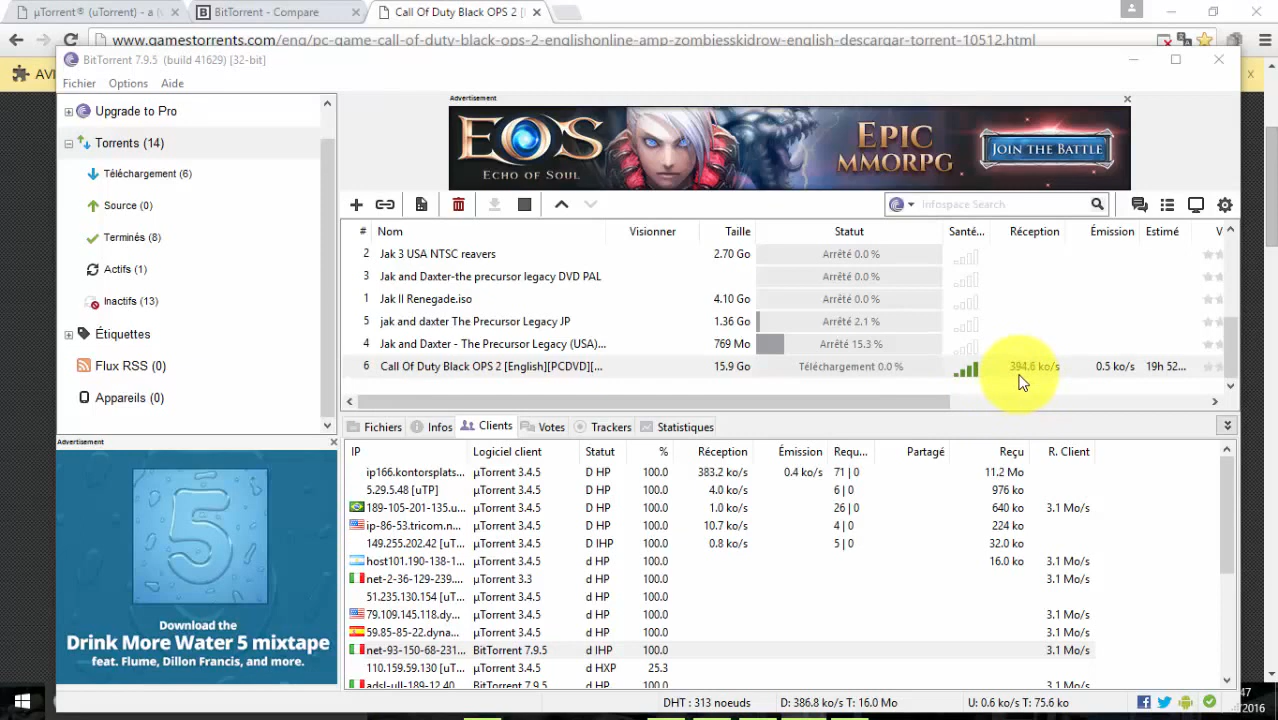 µTorrent® (uTorrent) - a (
BitTorrent - Compare
Call Of Duty Black OPS 2 [
www.gamestorrents.com/eng/pc-game-call-of-duty-black-ops-2-englishonline-amp-zombiesskidrow-english-descargar-torrent-10512.html
AVI
BitTorrent 7.9.5 (build 41629) [32-bit]
Fichier Options Aide
Upgrade to Pro
Torrents (14)
Téléchargement (6)
Source (0)
Terminés (8)
Actifs (1)
Inactifs (13)
Étiquettes
Flux RSS (0)
Appareils (0)
Advertisement
EOS
ECHO OF SOUL
EPIC
MMORPG
JOIN THE BATTLE
Infospace Search
# Nom Visionner Taille Statut Santé... Réception Émission Estimé V
2 Jak 3 USA NTSC reavers 2.70 Go Arrêté 0.0 %
3 Jak and Daxter-the precursor legacy DVD PAL Arrêté 0.0 %
1 Jak II Renegade.iso 4.10 Go Arrêté 0.0 %
5 jak and daxter The Precursor Legacy JP 1.36 Go Arrêté 2.1 %
4 Jak and Daxter - The Precursor Legacy (USA)... 769 Mo Arrêté 15.3 %
6 Call Of Duty Black OPS 2 [English][PCDVD][... 15.9 Go Téléchargement 0.0 % 394.6 ko/s 0.5 ko/s 19h 52...
Fichiers Infos Clients Votes Trackers Statistiques
IP Logiciel client Statut % Réception Émission Requ... Partagé Reçu R. Client
ip166.kontorsplats... µTorrent 3.4.5 D HP 100.0 383.2 ko/s 0.4 ko/s 71 | 0 11.2 Mo
5.29.5.48 [uTP] µTorrent 3.4.5 D HP 100.0 4.0 ko/s 6 | 0 976 ko
189-105-201-135.u... µTorrent 3.4.5 D HP 100.0 1.0 ko/s 26 | 0 640 ko 3.1 Mo/s
ip-86-53.tricom.n... µTorrent 3.4.5 D HP 100.0 10.7 ko/s 4 | 0 224 ko
149.255.202.42 [uT... µTorrent 3.4.5 D IHP 100.0 0.8 ko/s 5 | 0 32.0 ko
host101.190-138-1... µTorrent 3.4.5 d HP 100.0 16.0 ko
net-2-36-129-239.... µTorrent 3.3 d HP 100.0 3.1 Mo/s
51.235.130.154 [uT... µTorrent 3.4.5 d HP 100.0
79.109.145.118.dy... µTorrent 3.4.5 d HP 100.0 3.1 Mo/s
59.85-85-22.dyna... µTorrent 3.4.5 d HP 100.0 3.1 Mo/s
net-93-150-68-231... BitTorrent 7.9.5 d IHP 100.0 3.1 Mo/s
110.159.59.130 [uT... µTorrent 3.4.5 d HXP 25.3
adsl-ull-189-12.40... BitTorrent 7.9.5 d HP 100.0 3.1 Mo/s
Advertisement
5
Download the
Drink More Water 5 mixtape
feat. Flume, Dillon Francis, and more.
DHT : 313 noeuds D: 386.8 ko/s T: 16.0 Mo U: 0.6 ko/s T: 75.6 ko
47
2016